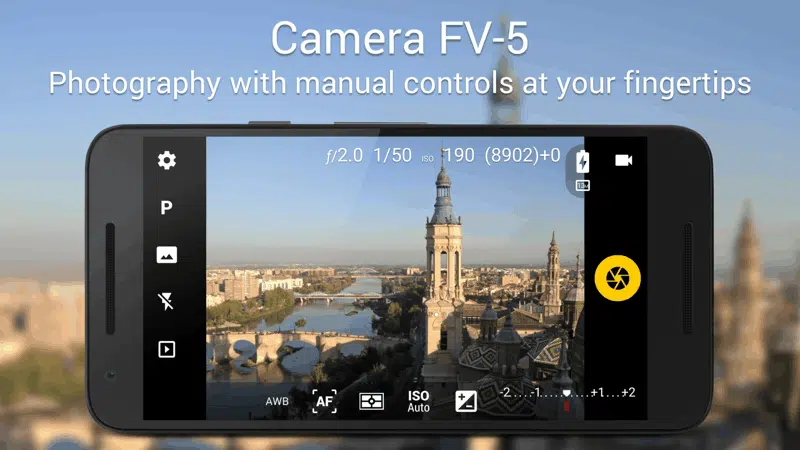 Camera FV-5
Photography with manual controls at your fingertips
f/2.0 1/50 ISO 190 (8902)+0
P
AWB
AF
ISO
Auto
-2....-1..........+1...+2